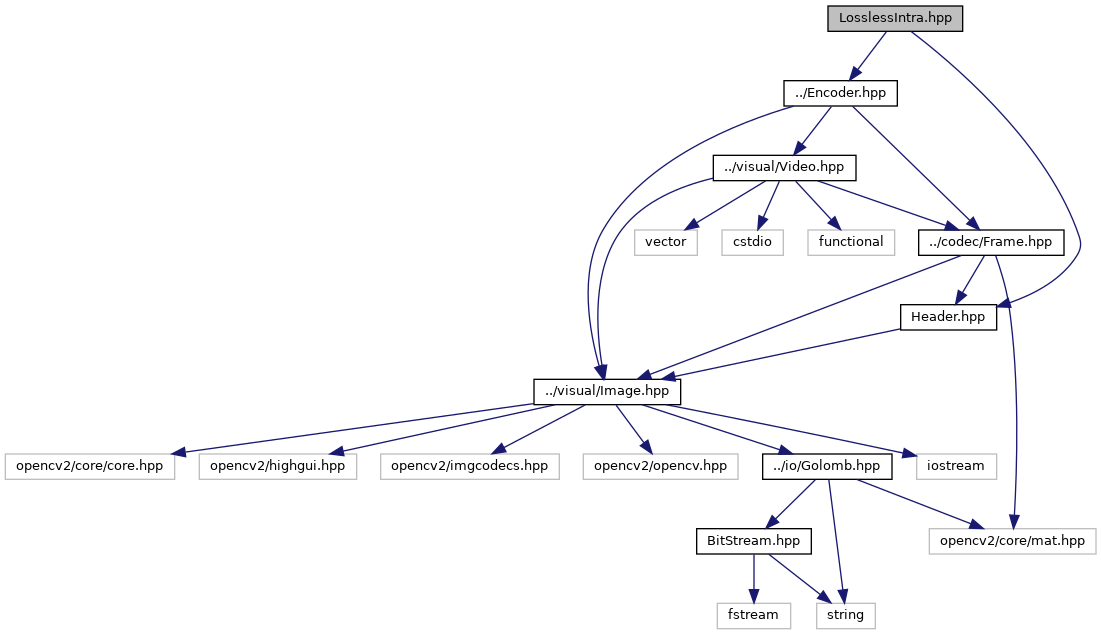 LosslessIntra.hpp
../Encoder.hpp
../visual/Video.hpp
vector
cstdio
functional
../codec/Frame.hpp
Header.hpp
../visual/Image.hpp
opencv2/core/core.hpp
opencv2/highgui.hpp
opencv2/imgcodecs.hpp
opencv2/opencv.hpp
../io/Golomb.hpp
iostream
BitStream.hpp
opencv2/core/mat.hpp
fstream
string